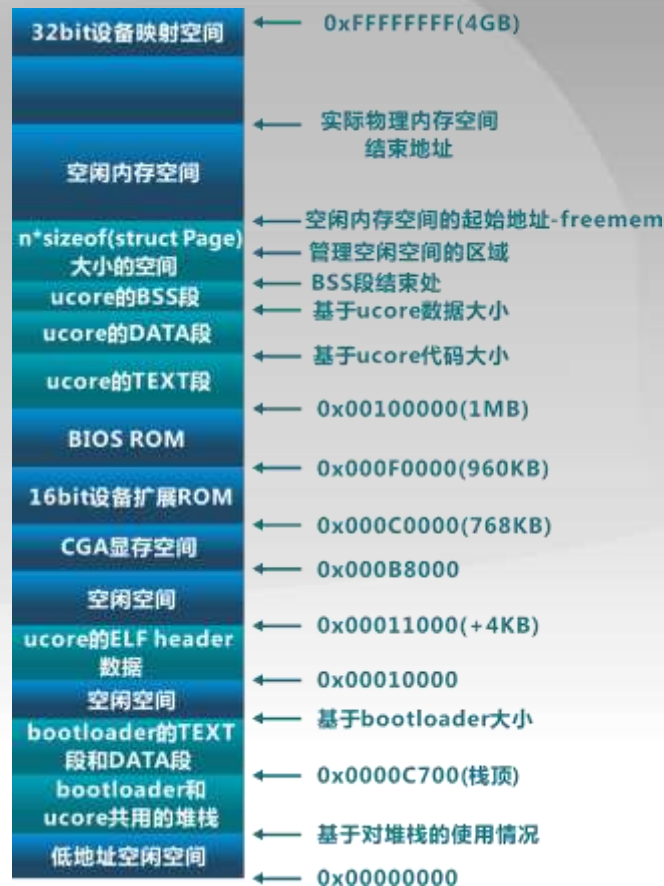 32bit设备映射空间
0xFFFFFFFF(4GB)
实际物理内存空间
结束地址
空闲内存空间
空闲内存空间的起始地址-freemem
n*sizeof(struct Page)
大小的空间
管理空闲空间的区域
BSS段结束处
ucore的BSS段
基于ucore数据大小
ucore的DATA段
基于ucore代码大小
ucore的TEXT段
0x00100000(1MB)
BIOS ROM
0x000F0000(960KB)
16bit设备扩展ROM
0x000C0000(768KB)
CGA显存空间
0x000B8000
空闲空间
0x00011000(+4KB)
ucore的ELF header
数据
0x00010000
空闲空间
基于bootloader大小
bootloader的TEXT
段和DATA段
0x0000C700(栈顶)
bootloader和
ucore共用的堆栈
基于对堆栈的使用情况
低地址空闲空间
0x00000000